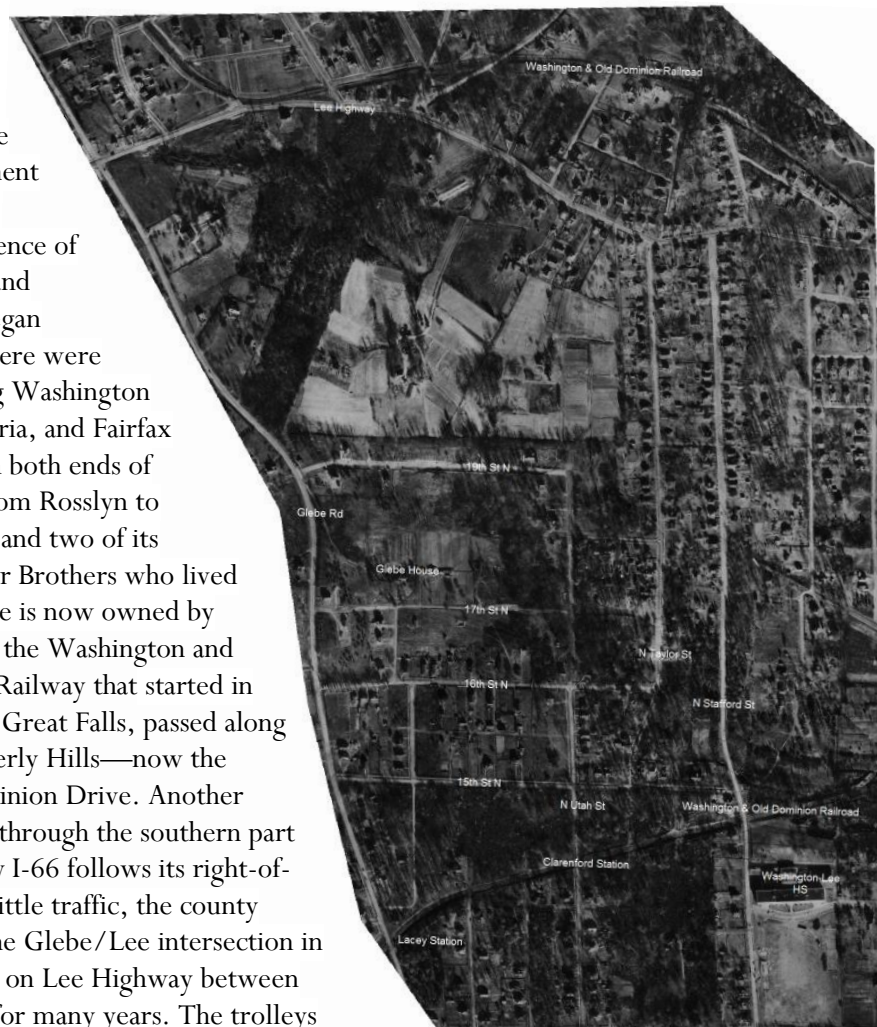 e
ment
ence of
and
gan
ere were
g Washington
ria, and Fairfax
both ends of
om Rosslyn to
and two of its
r Brothers who lived
e is now owned by
the Washington and
Railway that started in
Great Falls, passed along
erly Hills—now the
inion Drive. Another
through the southern part
I-66 follows its right-of-
ittle traffic, the county
he Glebe/Lee intersection in
on Lee Highway between
for many years. The trolleys
Washington & Old Dominion Railroad
Lee Highway
19th St N
Glebe Rd
Glebe House
17th St N
N Taylor St
16th St N
N Stafford St
15th St N
N Utah St
Washington & Old Dominion Railroad
Clarenford Station
Washington-Lee
HS
Lacey Station